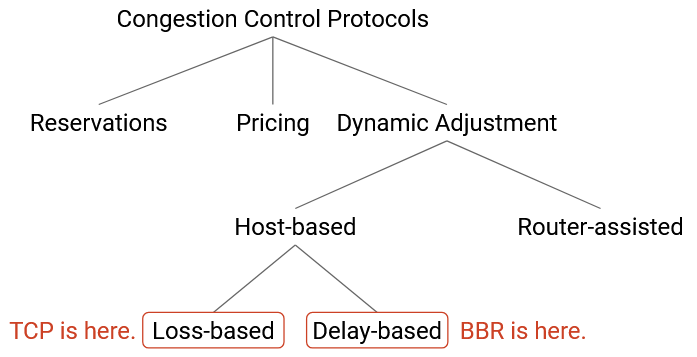 Congestion Control Protocols
Reservations Pricing Dynamic Adjustment
Host-based Router-assisted
TCP is here. Loss-based Delay-based BBR is here.